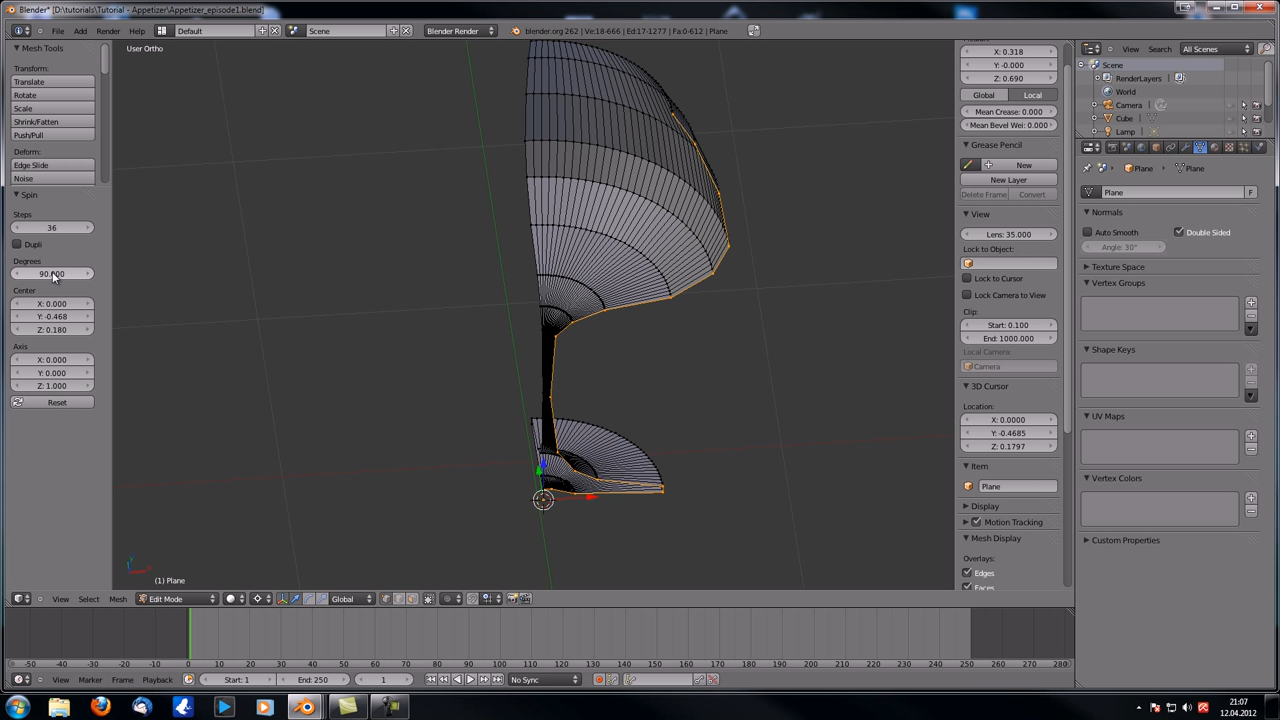 Blender* [D:\tutorials\Tutorial - Appetizer\Appetizer_episode1.blend]
File Add Render Help Default Scene Blender Render blender.org 262 | Ve:18-666 | Ed:17-1277 | Fa:0-612 | Plane
View Search All Scenes
Mesh Tools
Transform:
Translate
Rotate
Scale
Shrink/Fatten
Push/Pull
Deform:
Edge Slide
Noise
Spin
Steps
36
Dupli
Degrees
Center
X: 0.000
Y: -0.468
Z: 0.180
Axis
X: 0.000
Y: 0.000
Z: 1.000
Reset
User Ortho
(1) Plane
X: 0.318
Y: -0.000
Z: 0.690
Global Local
Mean Crease: 0.000
Mean Bevel Wei: 0.000
Grease Pencil
New
New Layer
Delete Frame Convert
View
Lens: 35.000
Lock to Object:
Lock to Cursor
Lock Camera to View
Clip:
Start: 0.100
End: 1000.000
Local Camera:
Camera
3D Cursor
Location:
X: 0.0000
Y: -0.4685
Z: 0.1797
Item
Plane
Display
Motion Tracking
Mesh Display
Overlays:
Edges
Faces
Scene
RenderLayers
World
Camera
Cube
Lamp
Plane Plane
Plane F
Normals
Auto Smooth Double Sided
Angle: 30°
Texture Space
Vertex Groups
Shape Keys
UV Maps
Vertex Colors
Custom Properties
View Select Mesh Edit Mode Global
-50 -40 -30 -20 -10 0 10 20 30 40 50 60 70 80 90 100 110 120 130 140 150 160 170 180 190 200 210 220 230 240 250 260 270 280
View Marker Frame Playback Start: 1 End: 250 1 No Sync
21:07
12.04.2012